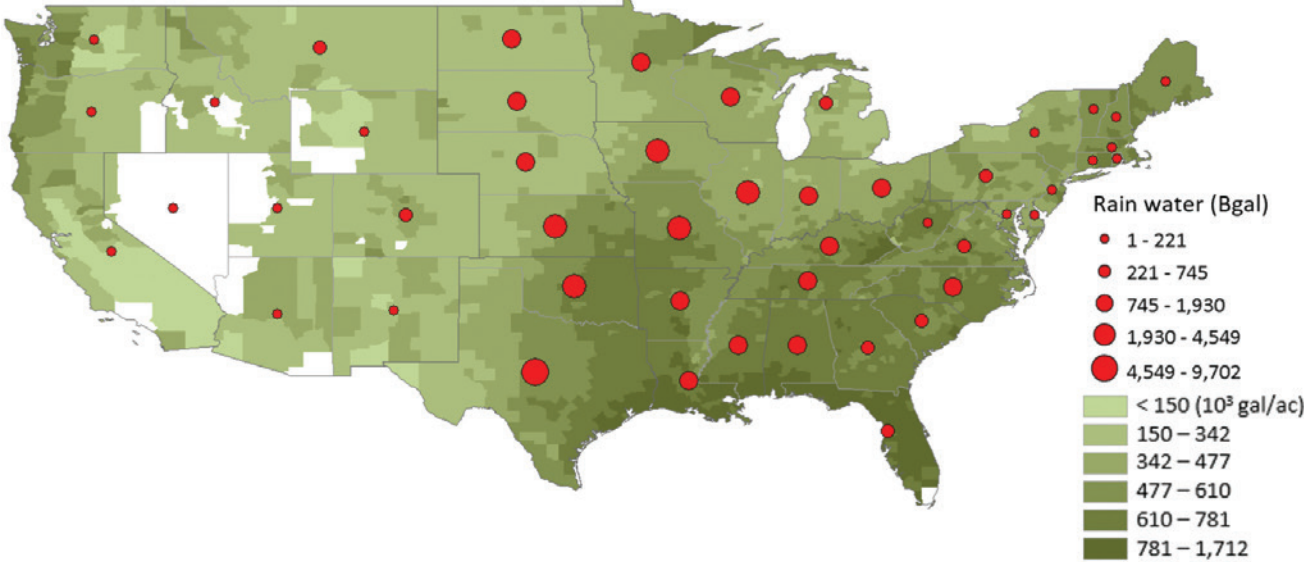 Rain water (Bgal)
1 - 221
221 - 745
745 - 1,930
1,930 - 4,549
4,549 - 9,702
< 150 (10³ gal/ac)
150 – 342
342 – 477
477 – 610
610 – 781
781 – 1,712